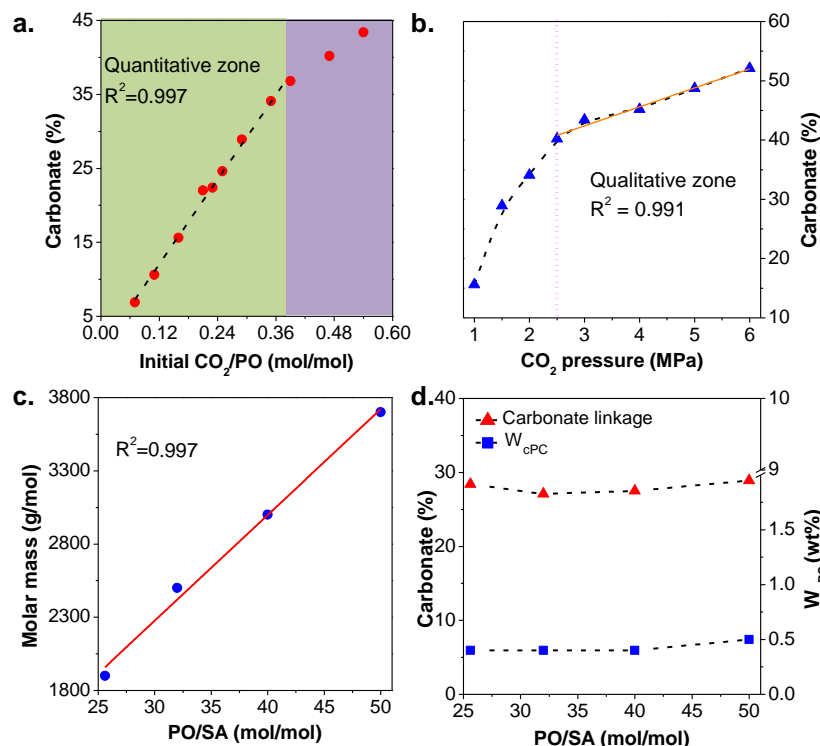 a.
Quantitative zone
R²=0.997
Carbonate (%)
45
35
25
15
5
0.00 0.12 0.24 0.36 0.48 0.60
Initial CO₂/PO (mol/mol)
b.
Qualitative zone
R² = 0.991
60
50
40
30
20
10
Carbonate (%)
1 2 3 4 5 6
CO₂ pressure (MPa)
c.
R²=0.997
Molar mass (g/mol)
3800
3300
2800
2300
1800
25 30 35 40 45 50
PO/SA (mol/mol)
d.
Carbonate linkage
W_cPC
Carbonate (%)
40
30
20
10
0
10
9
1.5
1.0
0.5
0.0
(wt%)
25 30 35 40 45 50
PO/SA (mol/mol)